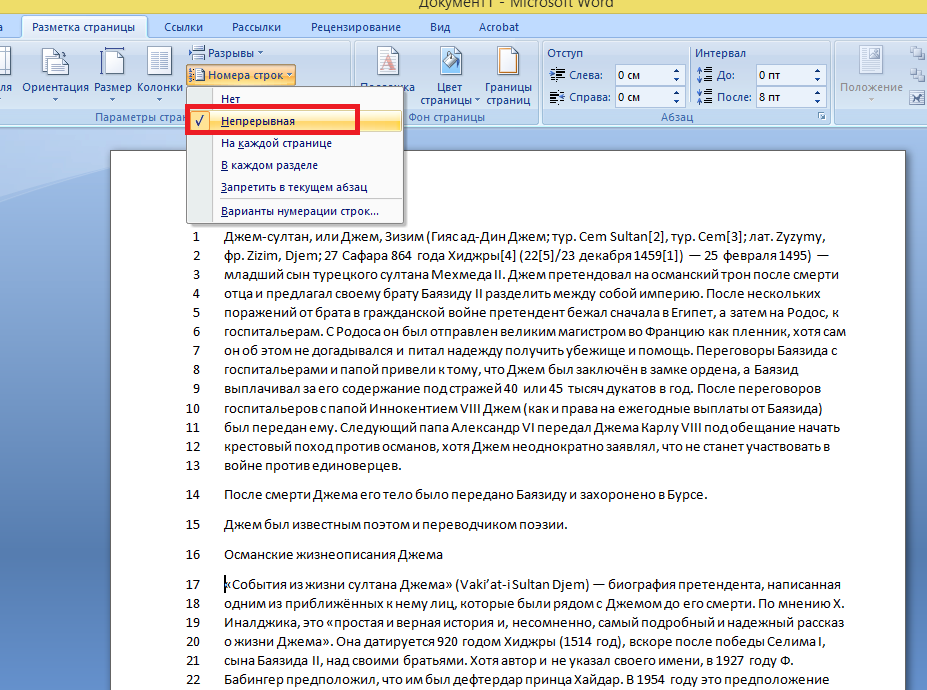 Документ1 - Microsoft Word
Разметка страницы Ссылки Рассылки Рецензирование Вид Acrobat
Разрывы
Номера строк
Ориентация Размер Колонки
Цвет страницы
Границы страниц
Отступ
Слева: 0 см
Справа: 0 см
Интервал
До: 0 пт
После: 8 пт
Положение
Фон страницы
Абзац
Нет
Непрерывная
На каждой странице
В каждом разделе
Запретить в текущем абзац
Варианты нумерации строк...
1 Джем-султан, или Джем, Зизим (Гияс ад-Дин Джем; тур. Cem Sultan[2], тур. Cem[3]; лат. Zyzymy,
2 фр. Zizim, Djem; 27 Сафара 864 года Хиджры[4] (22[5]/23 декабря 1459[1]) — 25 февраля 1495) —
3 младший сын турецкого султана Мехмеда II. Джем претендовал на османский трон после смерти
4 отца и предлагал своему брату Баязиду II разделить между собой империю. После нескольких
5 поражений от брата в гражданской войне претендент бежал сначала в Египет, а затем на Родос, к
6 госпитальерам. С Родоса он был отправлен великим магистром во Францию как пленник, хотя сам
7 он об этом не догадывался и питал надежду получить убежище и помощь. Переговоры Баязида с
8 госпитальерами и папой привели к тому, что Джем был заключён в замке ордена, а Баязид
9 выплачивал за его содержание под стражей 40 или 45 тысяч дукатов в год. После переговоров
10 госпитальеров с папой Иннокентием VIII Джем (как и права на ежегодные выплаты от Баязида)
11 был передан ему. Следующий папа Александр VI передал Джема Карлу VIII под обещание начать
12 крестовый поход против османов, хотя Джем неоднократно заявлял, что не станет участвовать в
13 войне против единоверцев.
14 После смерти Джема его тело было передано Баязиду и захоронено в Бурсе.
15 Джем был известным поэтом и переводчиком поэзии.
16 Османские жизнеописания Джема
17 «События из жизни султана Джема» (Vaki’at-i Sultan Djem) — биография претендента, написанная
18 одним из приближённых к нему лиц, которые были рядом с Джемом до его смерти. По мнению Х.
19 Иналджика, это «простая и верная история и, несомненно, самый подробный и надежный рассказ
20 о жизни Джема». Она датируется 920 годом Хиджры (1514 год), вскоре после победы Селима I,
21 сына Баязида II, над своими братьями. Хотя автор и не указал своего имени, в 1927 году Ф.
22 Бабингер предположил, что им был дефтердар принца Хайдар. В 1954 году это предположение